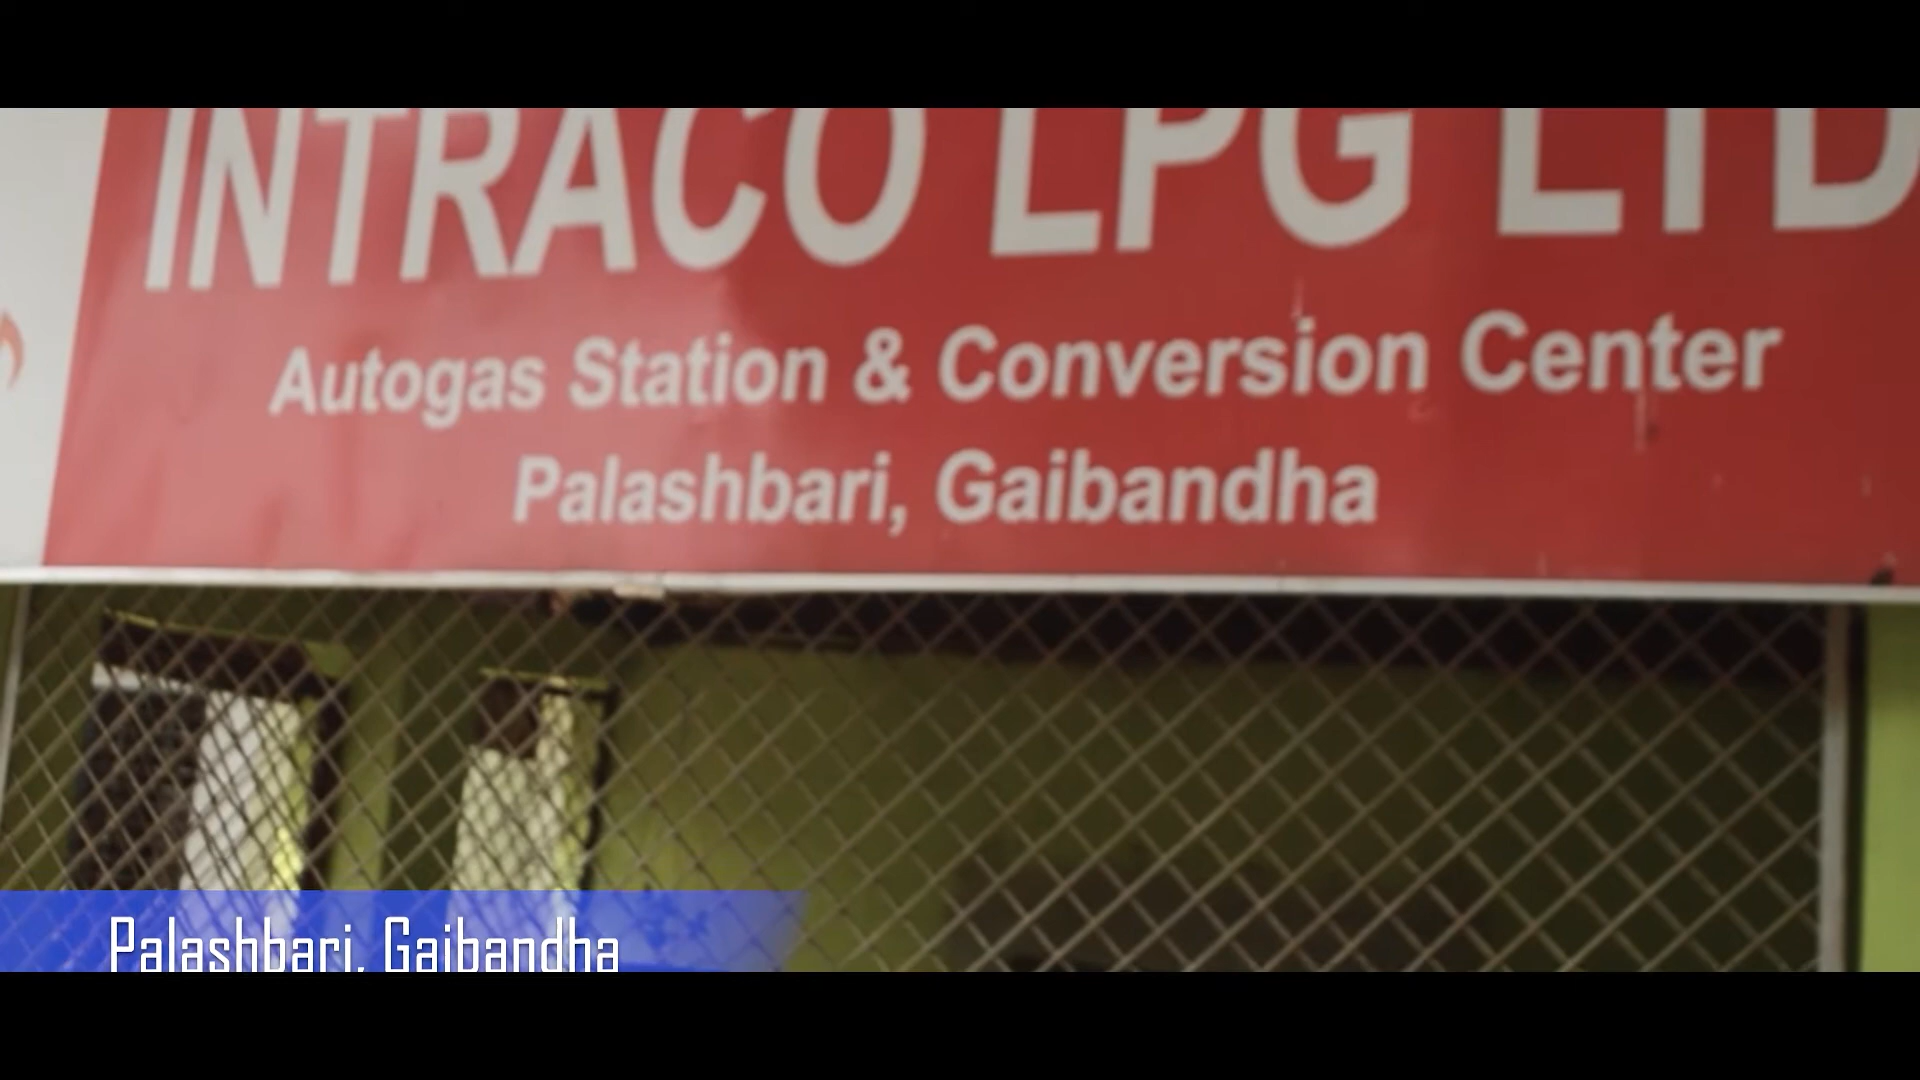 INTRACO LPG LTD
Autogas Station & Conversion Center
Palashbari, Gaibandha
Palashbari, Gaibandha